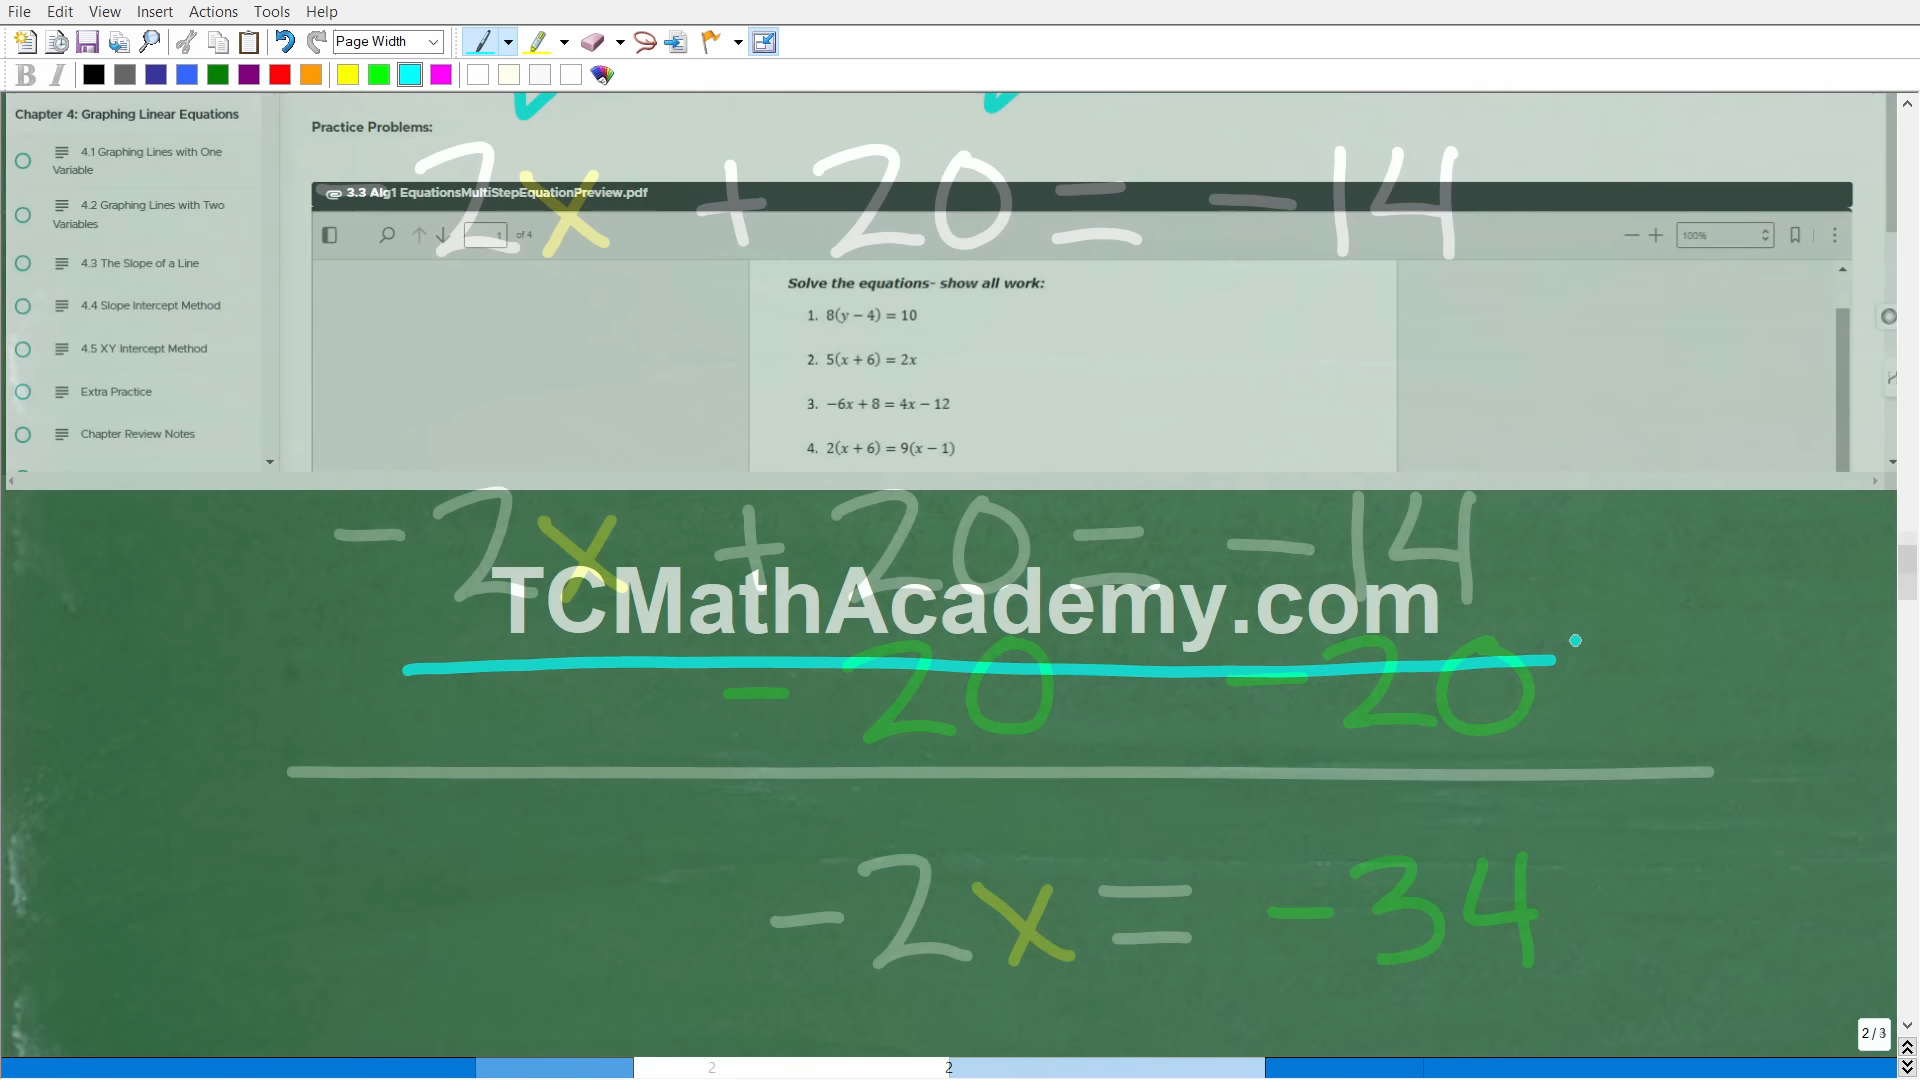 File Edit View Insert Actions Tools Help
Page Width
B I
Chapter 4: Graphing Linear Equations
4.1 Graphing Lines with One
Variable
4.2 Graphing Lines with Two
Variables
4.3 The Slope of a Line
4.4 Slope Intercept Method
4.5 XY Intercept Method
Extra Practice
Chapter Review Notes
Practice Problems:
2x + 20 = -14
3.3 Alg1 EquationsMultiStepEquationPreview.pdf
1 of 4
100%
Solve the equations- show all work:
1. 8(y − 4) = 10
2. 5(x + 6) = 2x
3. −6x + 8 = 4x − 12
4. 2(x + 6) = 9(x − 1)
-2x + 20 = -14
TCMathAcademy.com
-20 -20
-2x = -34
2/3
2 2